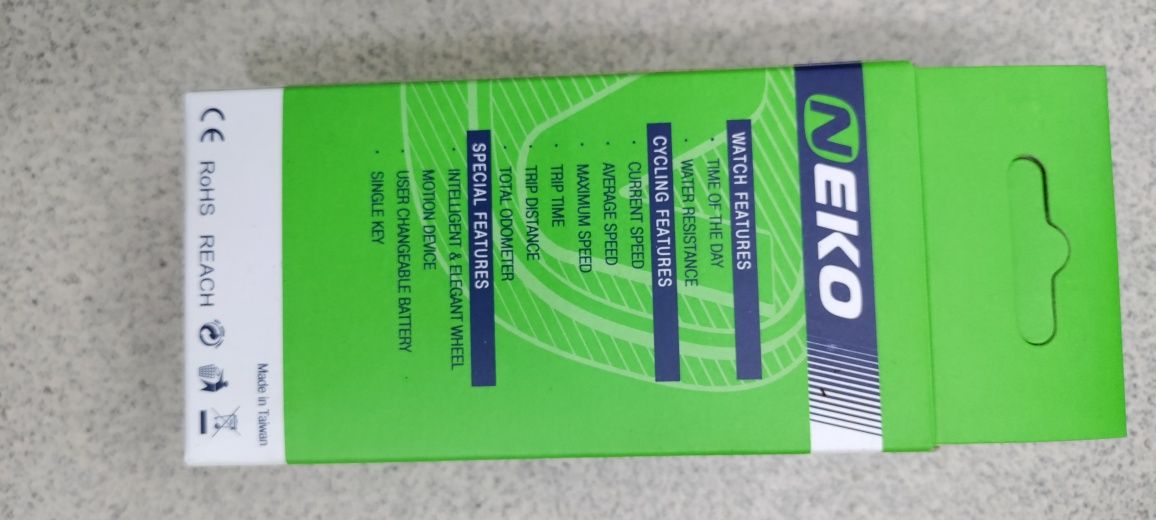 NEKO
WATCH FEATURES
· TIME OF THE DAY
· WATER RESISTANCE
CYCLING FEATURES
· CURRENT SPEED
· AVERAGE SPEED
· MAXIMUM SPEED
· TRIP TIME
· TRIP DISTANCE
· TOTAL ODOMETER
SPECIAL FEATURES
· INTELLIGENT & ELEGANT WHEEL
MOTION DEVICE
· USER CHANGEABLE BATTERY
· SINGLE KEY
Made in Taiwan
CE RoHS REACH